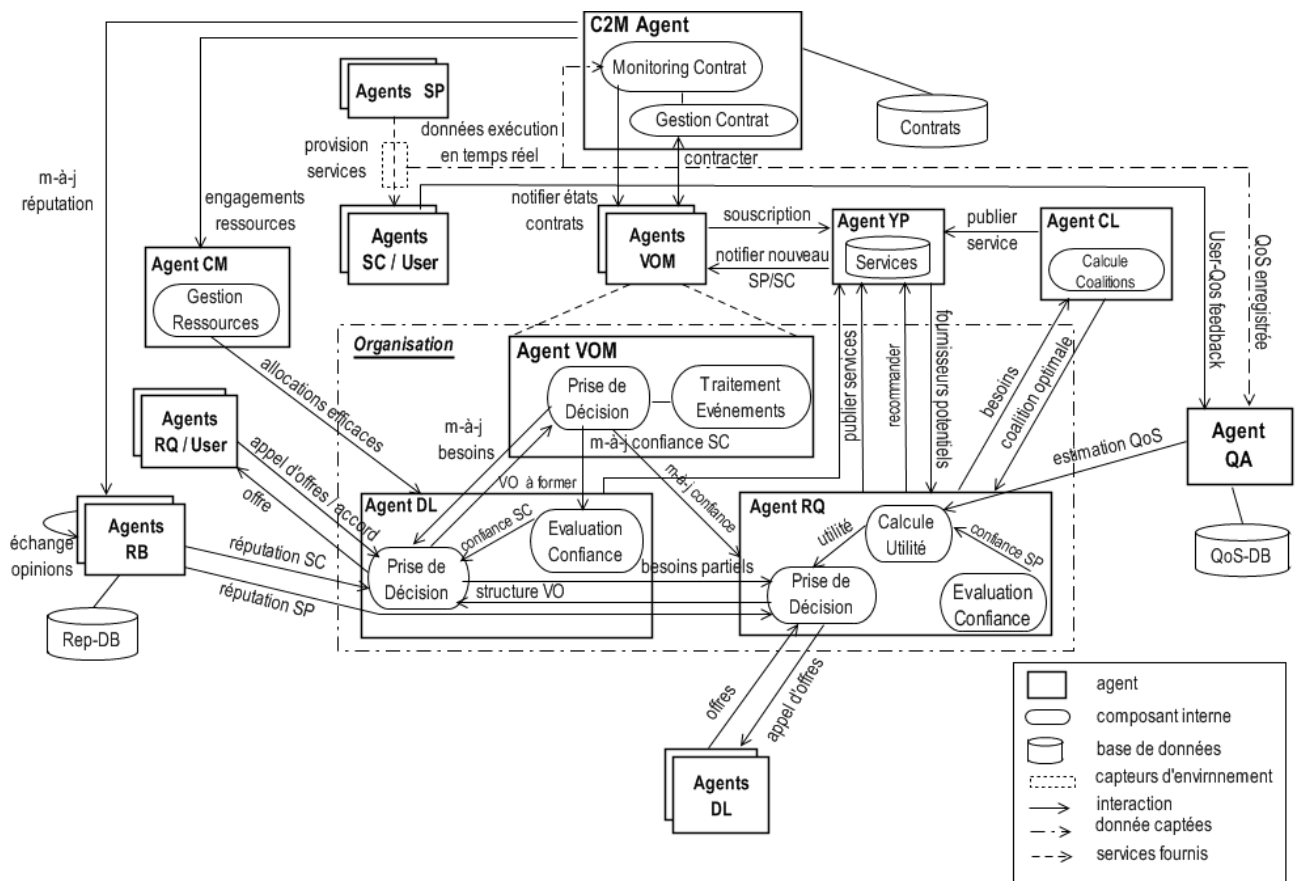 C2M Agent
Monitoring Contrat
Gestion Contrat
Contrats
Agents SP
provision
services
données exécution
en temps réel
contracter
m-à-j
réputation
engagements
ressources
notifier états
contrats
Agents
SC / User
Agents
VOM
souscription
notifier nouveau
SP/SC
Agent YP
Services
publier
service
Agent CL
Calcule
Coalitions
User-Qos feedback
QoS enregistrée
Agent CM
Gestion
Ressources
Organisation
Agent VOM
Prise de
Décision
Traitement
Evénements
allocations efficaces
publier services
recommander
fournisseurs potentiels
besoins
coalition optimale
Agents
RQ / User
appel d'offres / accord
offre
m-à-j
besoins
VO à former
m-à-j confiance SC
m-à-j confiance
estimation QoS
Agent
QA
QoS-DB
Agents
RB
échange
opinions
Rep-DB
réputation SC
réputation SP
Agent DL
Prise de
Décision
confiance SC
Evaluation
Confiance
besoins partiels
structure VO
Agent RQ
utilité
Calcule
Utilité
confiance SP
Prise de
Décision
Evaluation
Confiance
offres
appel d'offres
Agents
DL
agent
composant interne
base de données
capteurs d'envirnnement
interaction
donnée captées
services fournis